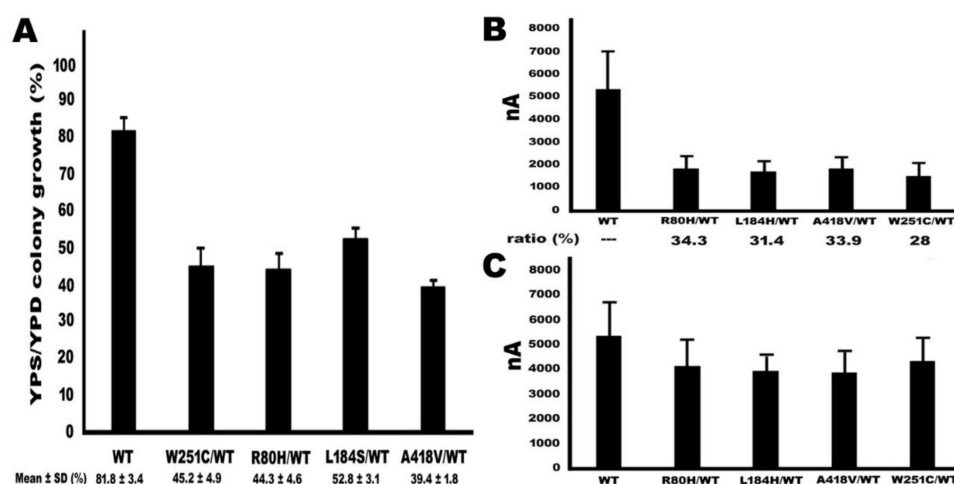 A
YPS/YPD colony growth (%)
100
90
80
70
60
50
40
30
20
10
0
WT W251C/WT R80H/WT L184S/WT A418V/WT
Mean ± SD (%) 81.8 ± 3.4 45.2 ± 4.9 44.3 ± 4.6 52.8 ± 3.1 39.4 ± 1.8
B
nA
8000
7000
6000
5000
4000
3000
2000
1000
0
WT R80H/WT L184H/WT A418V/WT W251C/WT
ratio (%) --- 34.3 31.4 33.9 28
C
nA
8000
7000
6000
5000
4000
3000
2000
1000
0
WT R80H/WT L184H/WT A418V/WT W251C/WT